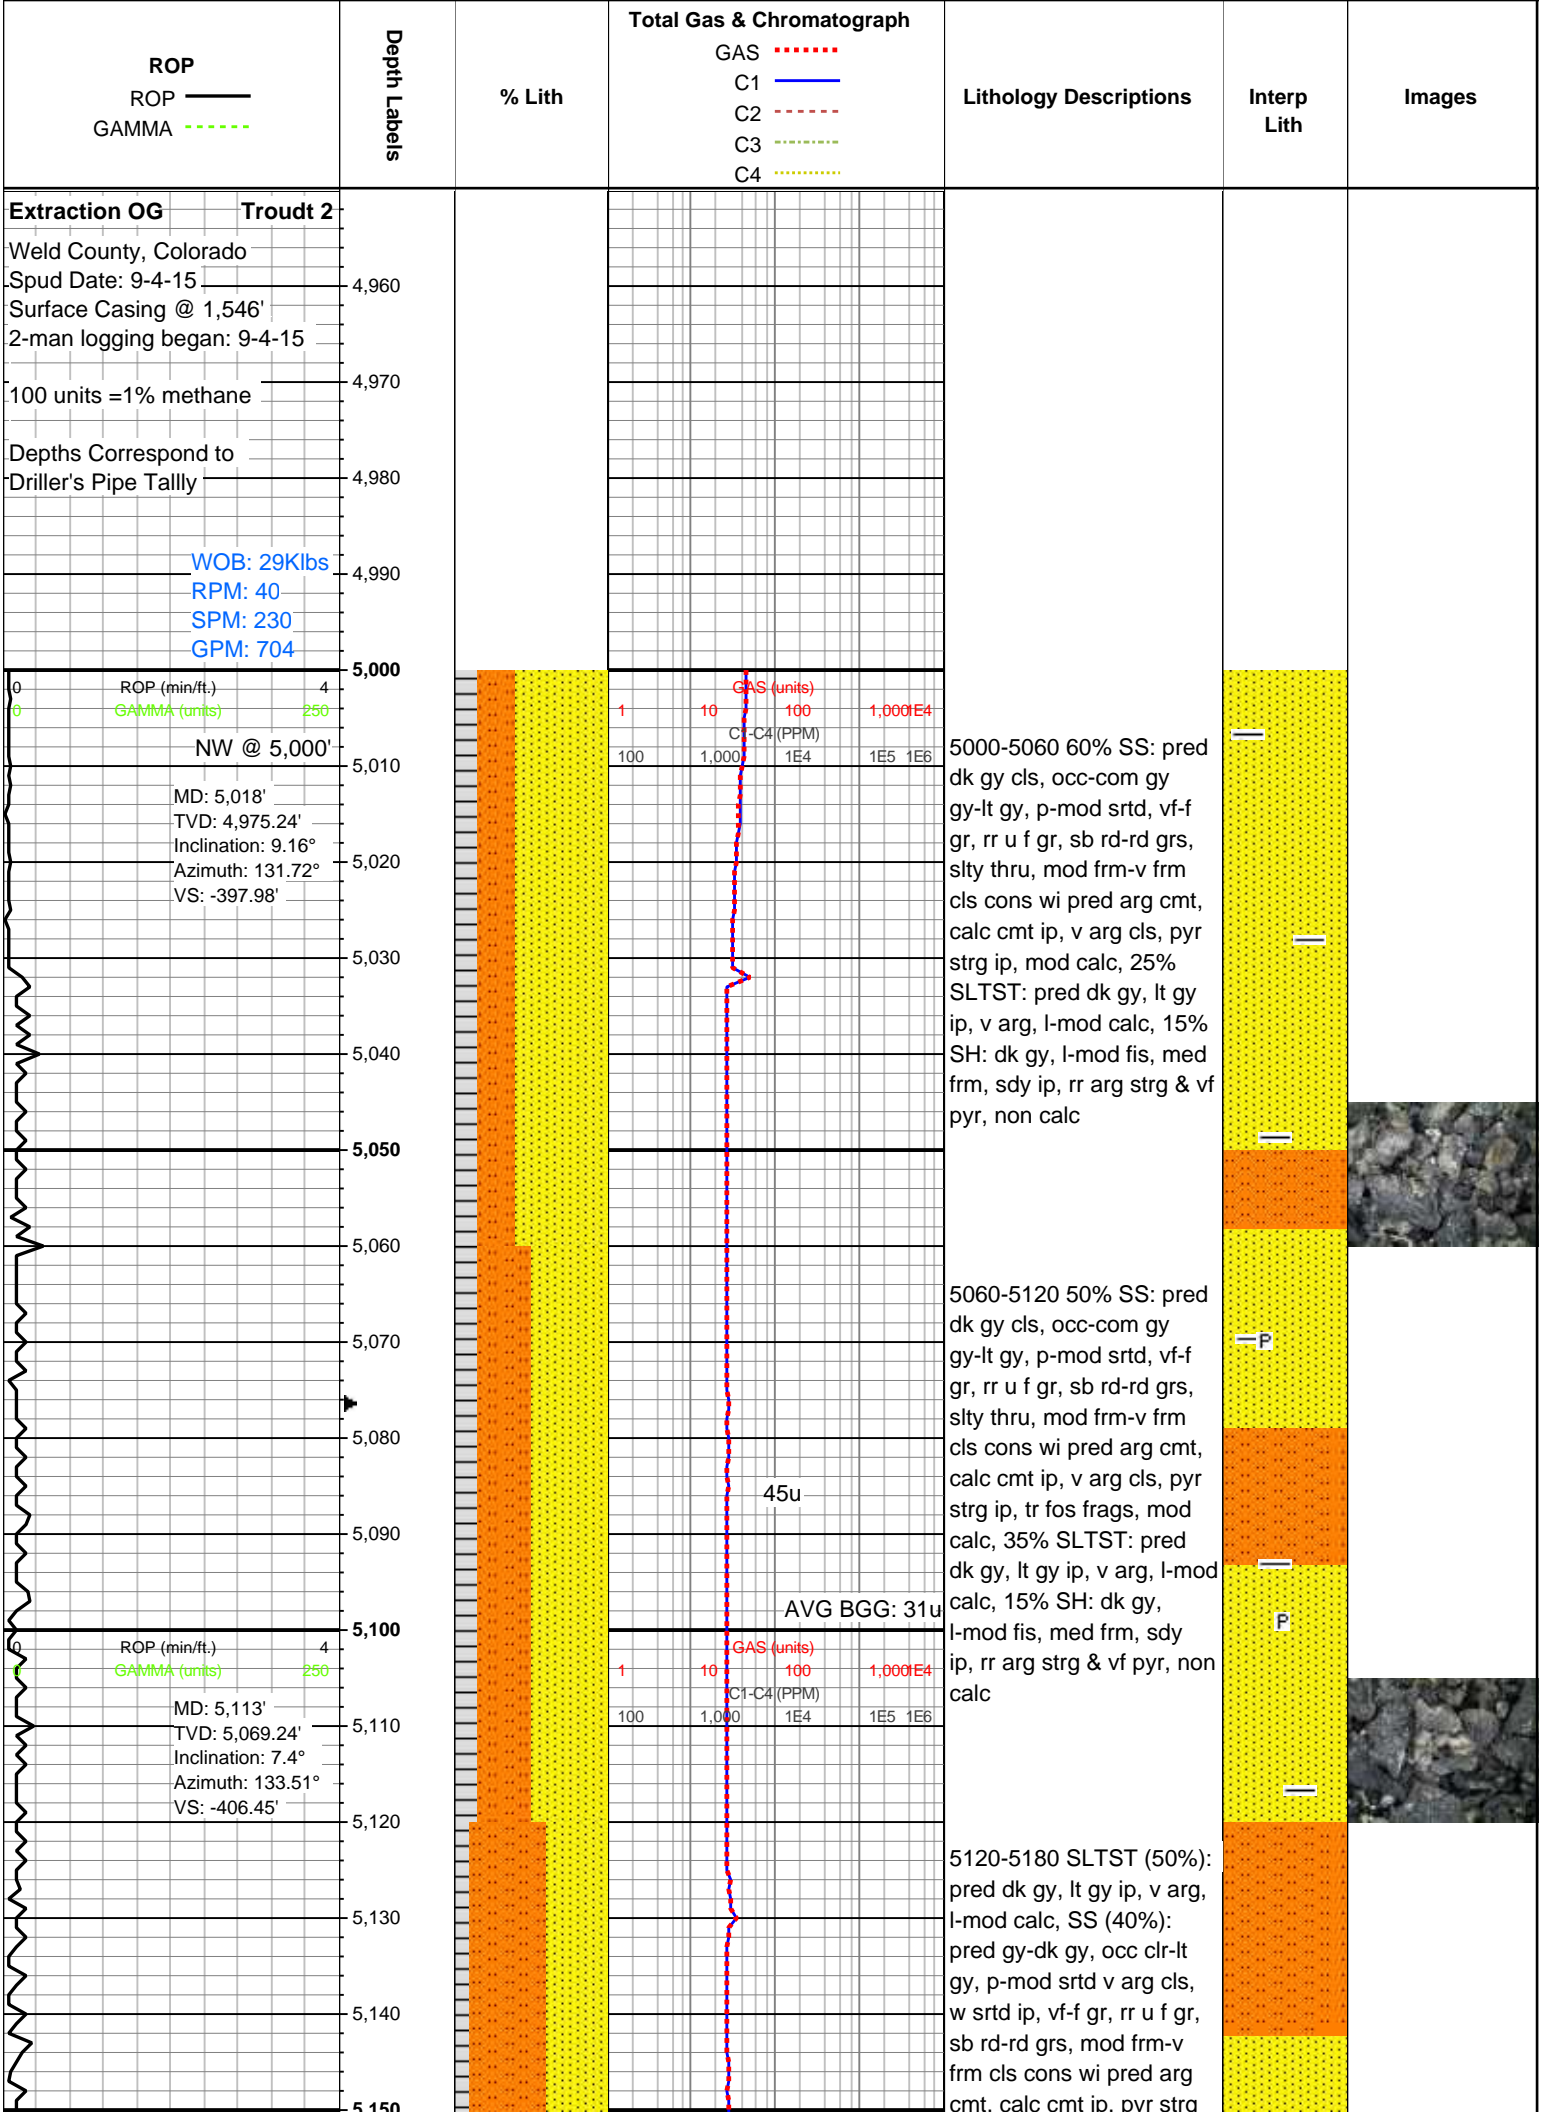 ROP
ROP
GAMMA
Depth Labels
% Lith
Total Gas & Chromatograph
GAS
C1
C2
C3
C4
Lithology Descriptions
Interp
Lith
Images
Extraction OG Troudt 2
Weld County, Colorado
Spud Date: 9-4-15
Surface Casing @ 1,546'
2-man logging began: 9-4-15
100 units =1% methane
Depths Correspond to
Driller's Pipe Tallly
WOB: 29Klbs
RPM: 40
SPM: 230
GPM: 704
4,960
4,970
4,980
4,990
5,000
0 ROP (min/ft.) 4
0 GAMMA (units) 250
NW @ 5,000'
MD: 5,018'
TVD: 4,975.24'
Inclination: 9.16°
Azimuth: 131.72°
VS: -397.98'
5,010
5,020
5,030
5,040
5,050
5,060
5,070
5,080
5,090
5,100
0 ROP (min/ft.) 4
0 GAMMA (units) 250
MD: 5,113'
TVD: 5,069.24'
Inclination: 7.4°
Azimuth: 133.51°
VS: -406.45'
5,110
5,120
5,130
5,140
5,150
GAS (units)
1 10 100 1,000 1E4
C1-C4 (PPM)
100 1,000 1E4 1E5 1E6
45u
AVG BGG: 31u
GAS (units)
1 10 100 1,000 1E4
C1-C4 (PPM)
100 1,000 1E4 1E5 1E6
5000-5060 60% SS: pred
dk gy cls, occ-com gy
gy-lt gy, p-mod srtd, vf-f
gr, rr u f gr, sb rd-rd grs,
slty thru, mod frm-v frm
cls cons wi pred arg cmt,
calc cmt ip, v arg cls, pyr
strg ip, mod calc, 25%
SLTST: pred dk gy, lt gy
ip, v arg, l-mod calc, 15%
SH: dk gy, l-mod fis, med
frm, sdy ip, rr arg strg & vf
pyr, non calc
5060-5120 50% SS: pred
dk gy cls, occ-com gy
gy-lt gy, p-mod srtd, vf-f
gr, rr u f gr, sb rd-rd grs,
slty thru, mod frm-v frm
cls cons wi pred arg cmt,
calc cmt ip, v arg cls, pyr
strg ip, tr fos frags, mod
calc, 35% SLTST: pred
dk gy, lt gy ip, v arg, l-mod
calc, 15% SH: dk gy,
l-mod fis, med frm, sdy
ip, rr arg strg & vf pyr, non
calc
5120-5180 SLTST (50%):
pred dk gy, lt gy ip, v arg,
l-mod calc, SS (40%):
pred gy-dk gy, occ clr-lt
gy, p-mod srtd v arg cls,
w srtd ip, vf-f gr, rr u f gr,
sb rd-rd grs, mod frm-v
frm cls cons wi pred arg
cmt, calc cmt ip, pyr strg
P
P